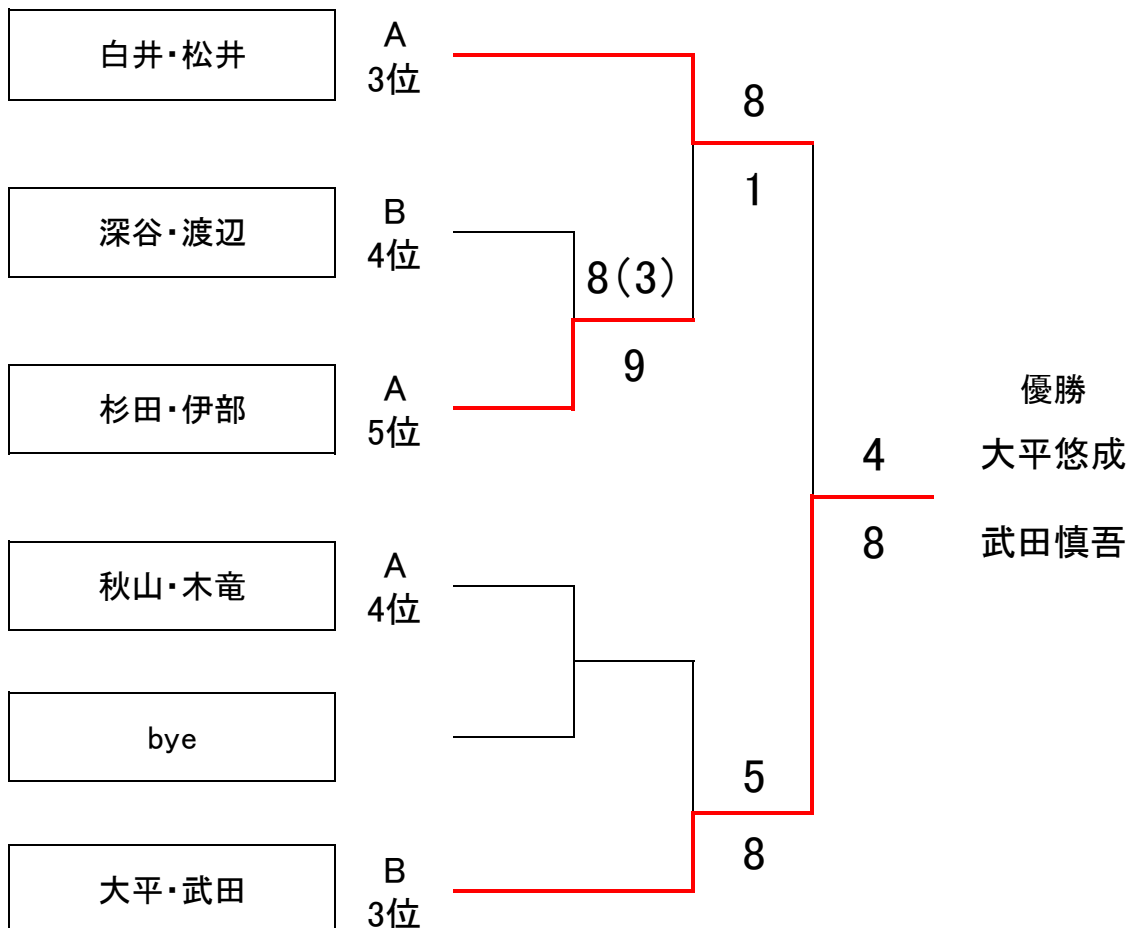 白井・松井
A
3位
8
1
深谷・渡辺
B
4位
8(3)
9
杉田・伊部
A
5位
優勝
4
大平悠成
8
武田慎吾
秋山・木竜
A
4位
bye
5
8
大平・武田
B
3位